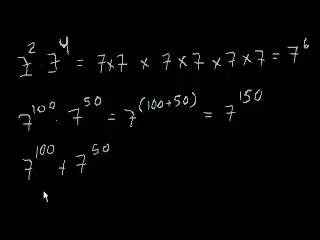 7² · 7⁴ = 7×7 × 7×7×7×7 = 7⁶
7¹⁰⁰ · 7⁵⁰ = 7⁽¹⁰⁰⁺⁵⁰⁾ = 7¹⁵⁰
7¹⁰⁰ + 7⁵⁰